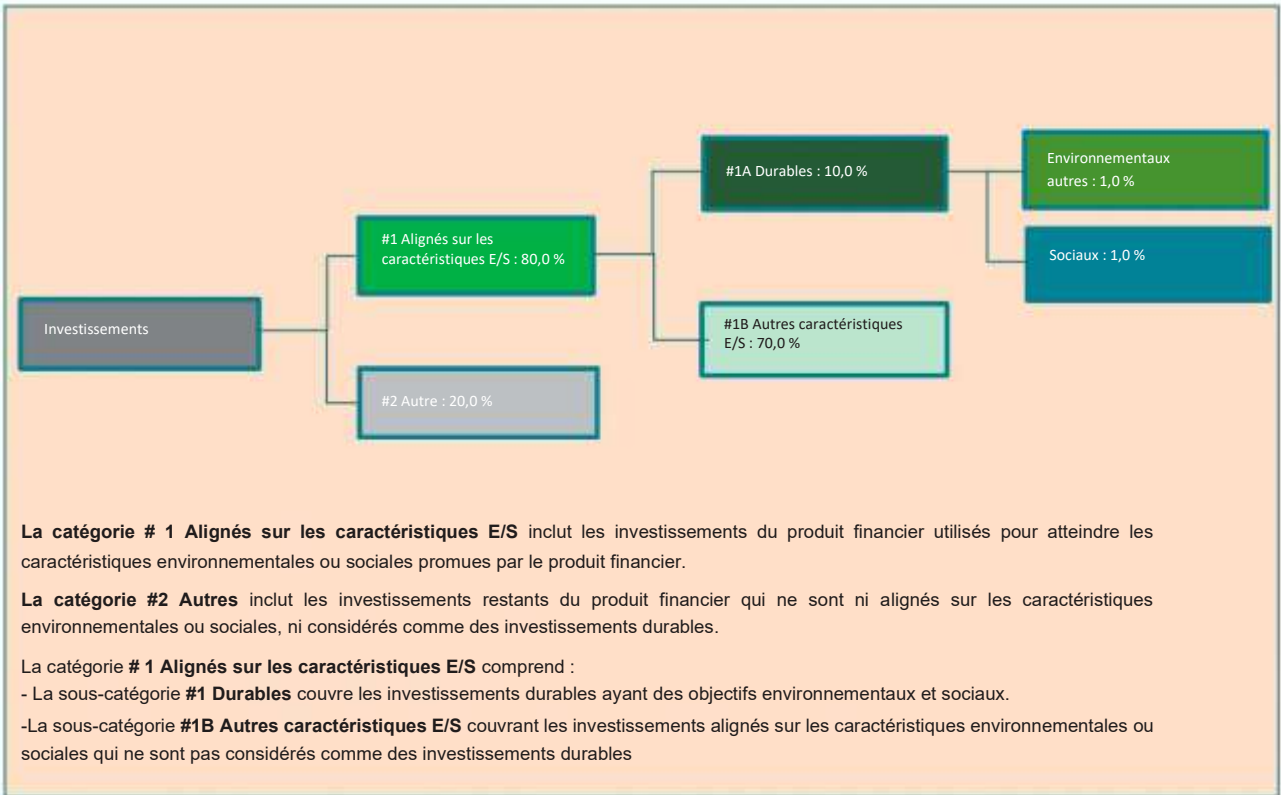 Investissements
#1 Alignés sur les
caractéristiques E/S : 80,0 %
#2 Autre : 20,0 %
#1A Durables : 10,0 %
#1B Autres caractéristiques
E/S : 70,0 %
Environnementaux
autres : 1,0 %
Sociaux : 1,0 %
La catégorie # 1 Alignés sur les caractéristiques E/S inclut les investissements du produit financier utilisés pour atteindre les
caractéristiques environnementales ou sociales promues par le produit financier.
La catégorie #2 Autres inclut les investissements restants du produit financier qui ne sont ni alignés sur les caractéristiques
environnementales ou sociales, ni considérés comme des investissements durables.
La catégorie # 1 Alignés sur les caractéristiques E/S comprend :
- La sous-catégorie #1 Durables couvre les investissements durables ayant des objectifs environnementaux et sociaux.
-La sous-catégorie #1B Autres caractéristiques E/S couvrant les investissements alignés sur les caractéristiques environnementales ou
sociales qui ne sont pas considérés comme des investissements durables